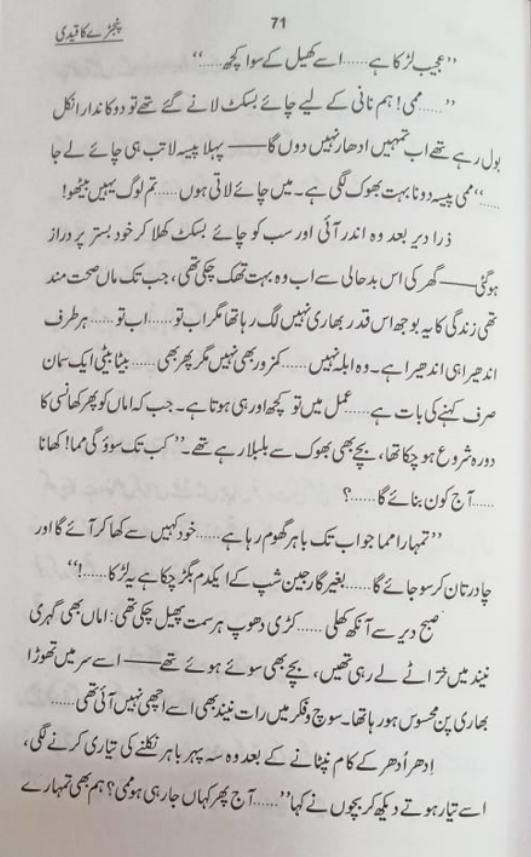 71
پنجرے کا قیدی
’’عجیب لڑکا ہے......اسے کھیل کے سوا کچھ......‘‘
’’......ممی! ہم نانی کے لیے چائے بسکٹ لانے گئے تھے تو دوکاندار انکل
بول رہے تھے اب تمہیں ادھار نہیں دوں گا—— پہلا پیسہ لا تب ہی چائے لے جا
......‘‘ ممی پیسہ دو نا بہت بھوک لگی ہے۔ میں چائے لاتی ہوں......تم لوگ یہیں بیٹھو!
ذرا دیر بعد وہ اندر آئی اور سب کو چائے بسکٹ کھلا کر خود بستر پر دراز
ہوگئی——گھر کی اس بدحالی سے اب وہ بہت تھک چکی تھی، جب تک ماں صحت مند
تھی زندگی کا یہ بوجھ اس قدر بھاری نہیں لگ رہا تھا مگر اب تو......اب تو......ہر طرف
اندھیرا ہی اندھیرا ہے۔ وہ ابلہ نہیں......کمزور بھی نہیں مگر پھر بھی......بیٹا بیٹی ایک سمان
صرف کہنے کی بات ہے......عمل میں تو کچھ اور ہی ہوتا ہے۔ جب کہ اماں کو پھر کھانسی کا
دورہ شروع ہو چکا تھا، بچے بھی بھوک سے بلبلا رہے تھے۔ ’’کب تک سوؤ گی مما! کھانا
......آج کون بنائے گا......؟
’’تمہارا مما جو اب تک باہر گھوم رہا ہے......خود کہیں سے کھا کر آئے گا اور
چادر تان کر سو جائے گا......بغیر گارجین شپ کے ایکدم بگڑ چکا ہے یہ لڑکا......!‘‘
صبح دیر سے آنکھ کھلی......کڑی دھوپ ہر سمت پھیل چکی تھی: اماں بھی گہری
نیند میں خراٹے لے رہی تھیں، بچے بھی سوئے ہوئے تھے—— اسے سر میں تھوڑا
بھاری پن محسوس ہو رہا تھا۔ سوچ و فکر میں رات نیند بھی اسے اچھی نہیں آئی تھی......
اِدھر اُدھر کے کام نپٹانے کے بعد وہ سہ پہر باہر نکلنے کی تیاری کرنے لگی،
اسے تیار ہوتے دیکھ کر بچوں نے کہا’’......آج پھر کہاں جا رہی ہو ممی؟ ہم بھی تمہارے